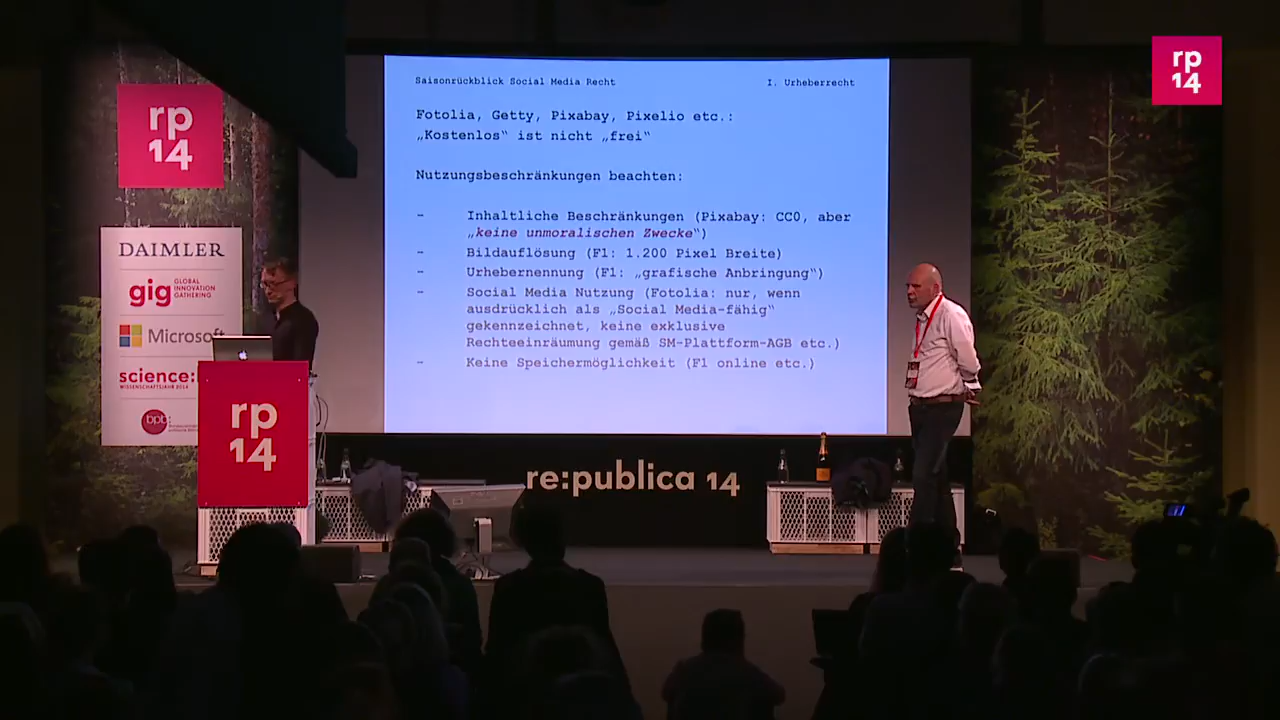 rp
14
Saisonrückblick Social Media Recht
I. Urheberrecht
Fotolia, Getty, Pixabay, Pixelio etc.:
„Kostenlos“ ist nicht „frei“
Nutzungsbeschränkungen beachten:
– Inhaltliche Beschränkungen (Pixabay: CC0, aber
„keine unmoralischen Zwecke“)
– Bildauflösung (F1: 1.200 Pixel Breite)
– Urhebernennung (F1: „grafische Anbringung“)
– Social Media Nutzung (Fotolia: nur, wenn
ausdrücklich als „Social Media-fähig“
gekennzeichnet, keine exklusive
Rechteeinräumung gemäß SM-Plattform-AGB etc.)
– Keine Speichermöglichkeit (F1 online etc.)
rp
14
DAIMLER
gig GLOBAL
INNOVATION
GATHERING
Microsoft
science:
WISSENSCHAFTSJAHR 2014
bpb:
rp
14
re:publica 14